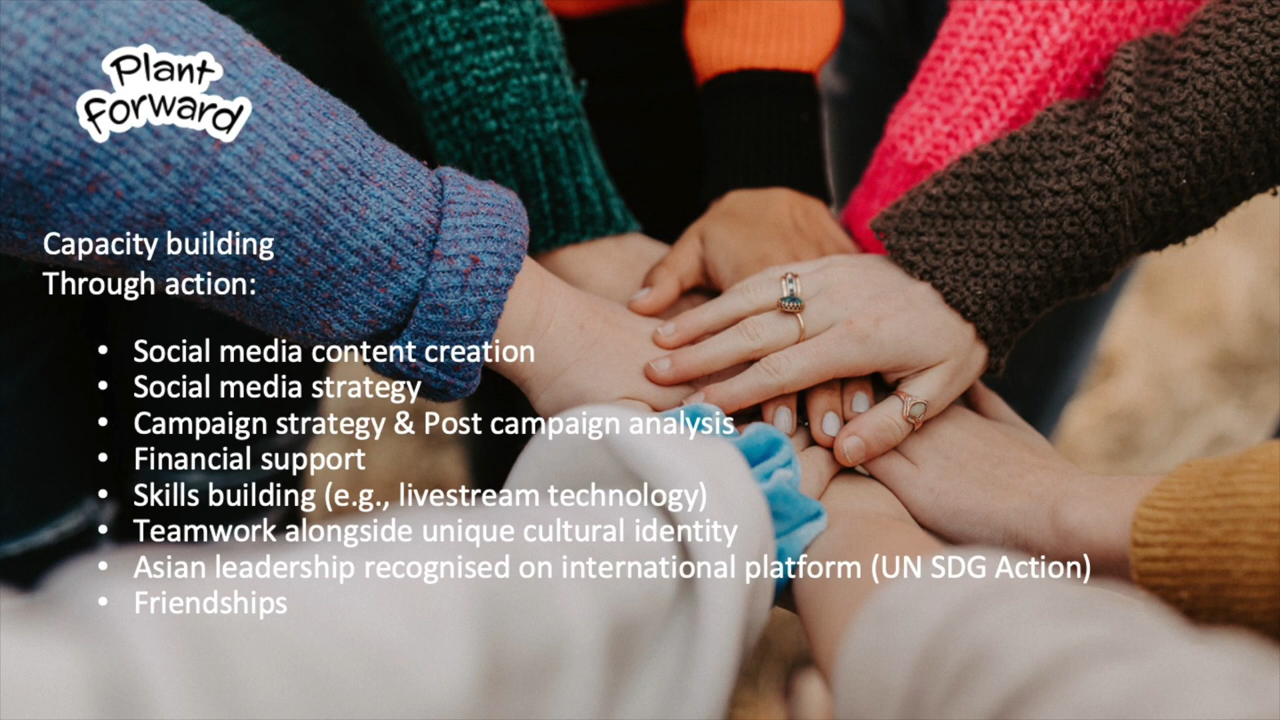 Plant
Forward
Capacity building
Through action:
• Social media content creation
• Social media strategy
• Campaign strategy & Post campaign analysis
• Financial support
• Skills building (e.g., livestream technology)
• Teamwork alongside unique cultural identity
• Asian leadership recognised on international platform (UN SDG Action)
• Friendships